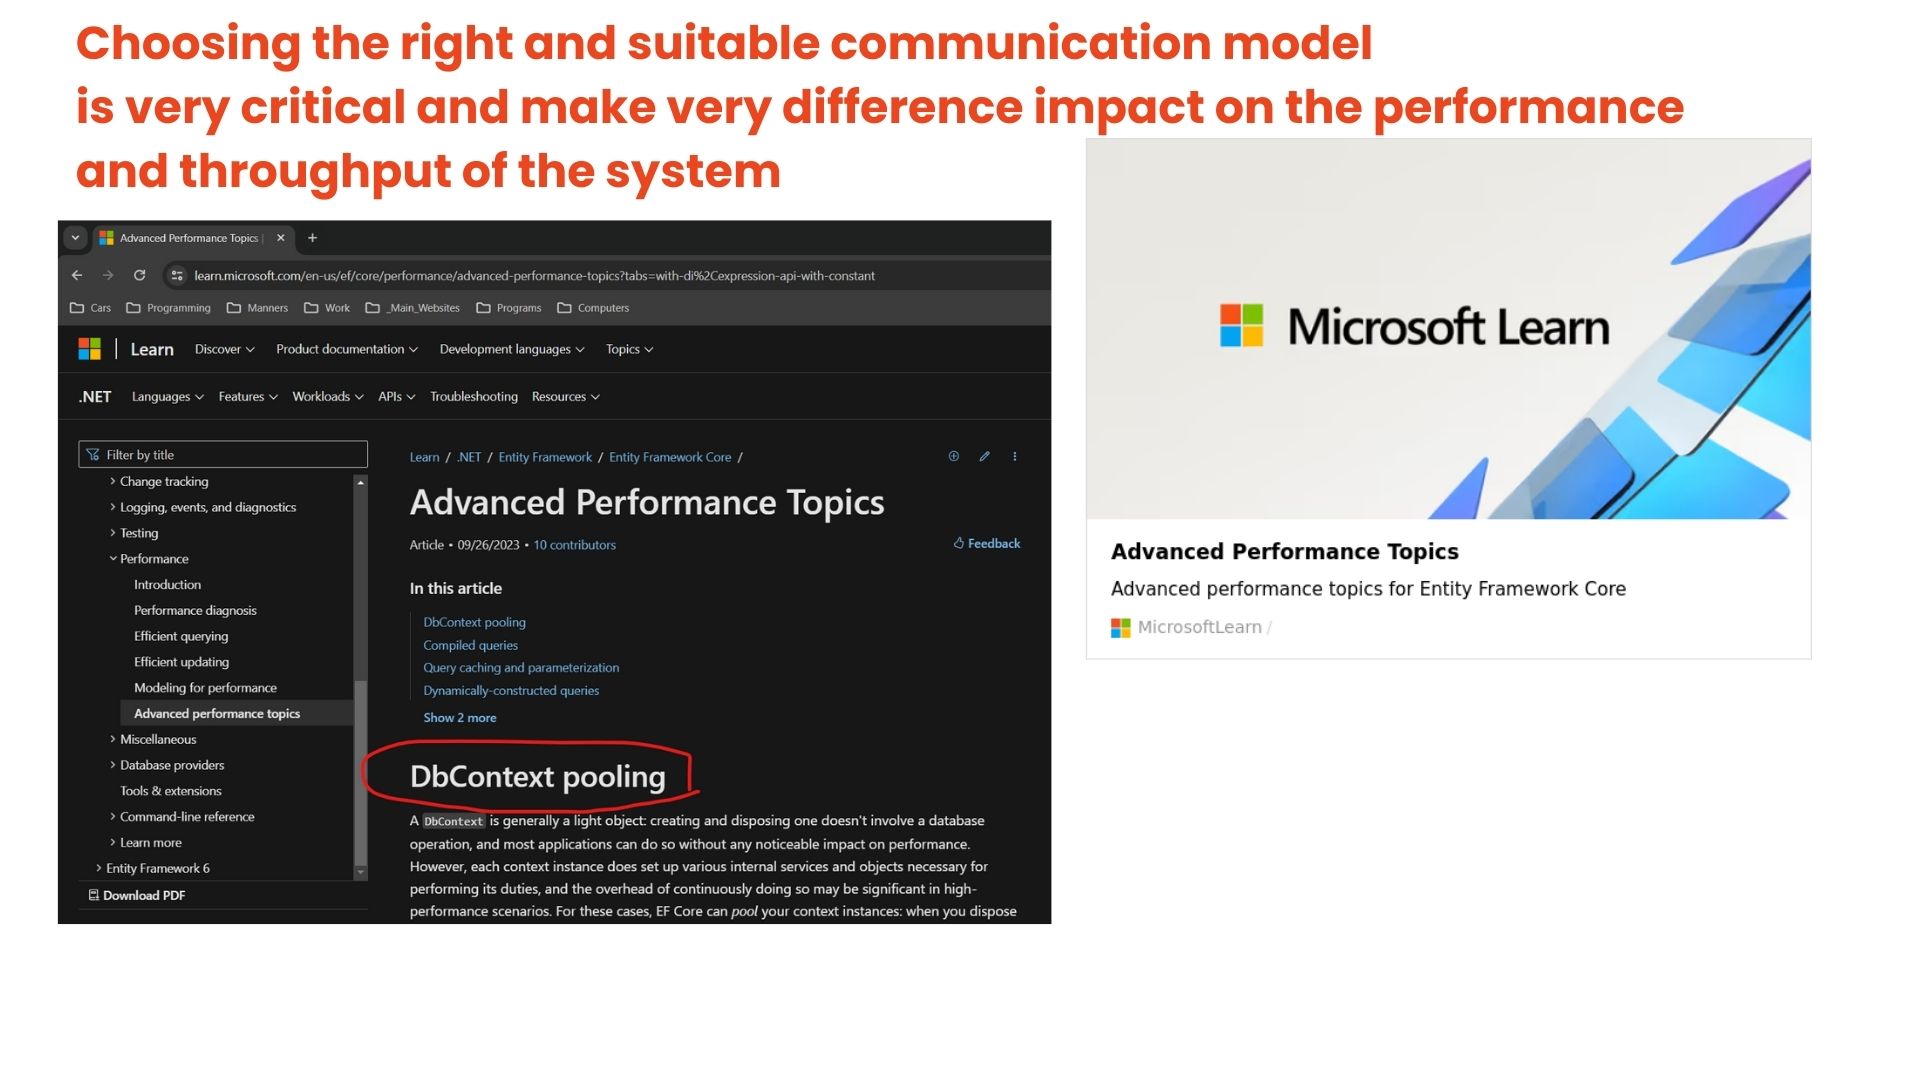 Choosing the right and suitable communication model
is very critical and make very difference impact on the performance
and throughput of the system
Advanced Performance Topics |
learn.microsoft.com/en-us/ef/core/performance/advanced-performance-topics?tabs=with-di%2Cexpression-api-with-constant
Cars Programming Manners Work _Main_Websites Programs Computers
Learn Discover Product documentation Development languages Topics
.NET Languages Features Workloads APIs Troubleshooting Resources
Filter by title
Change tracking
Logging, events, and diagnostics
Testing
Performance
Introduction
Performance diagnosis
Efficient querying
Efficient updating
Modeling for performance
Advanced performance topics
Miscellaneous
Database providers
Tools & extensions
Command-line reference
Learn more
Entity Framework 6
Download PDF
Learn / .NET / Entity Framework / Entity Framework Core /
Advanced Performance Topics
Article • 09/26/2023 • 10 contributors
Feedback
In this article
DbContext pooling
Compiled queries
Query caching and parameterization
Dynamically-constructed queries
Show 2 more
DbContext pooling
A DbContext is generally a light object: creating and disposing one doesn't involve a database
operation, and most applications can do so without any noticeable impact on performance.
However, each context instance does set up various internal services and objects necessary for
performing its duties, and the overhead of continuously doing so may be significant in high-
performance scenarios. For these cases, EF Core can pool your context instances: when you dispose
Microsoft Learn
Advanced Performance Topics
Advanced performance topics for Entity Framework Core
MicrosoftLearn /